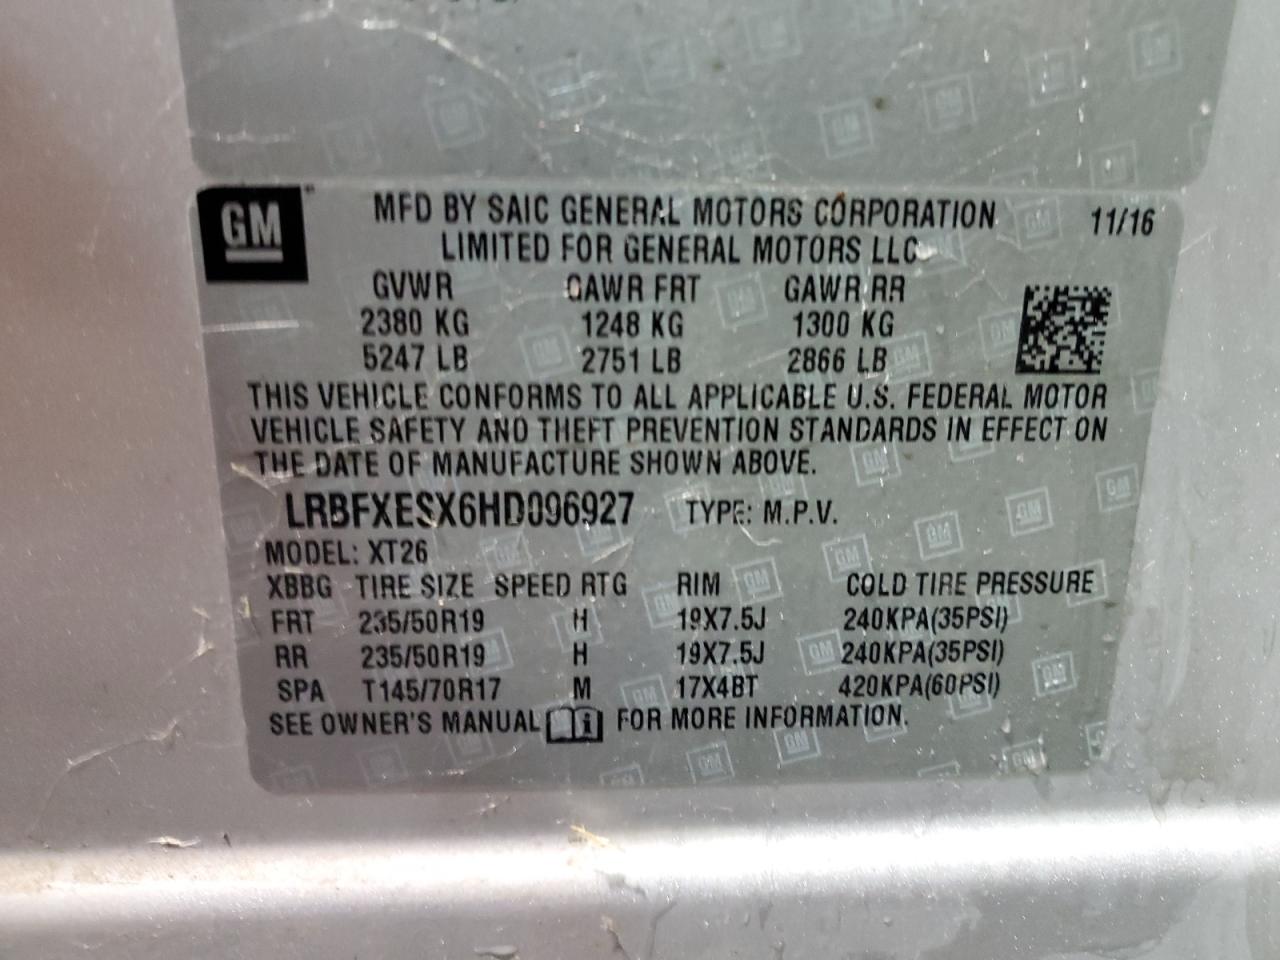 GM
MFD BY SAIC GENERAL MOTORS CORPORATION 11/16
LIMITED FOR GENERAL MOTORS LLC
GVWR GAWR FRT GAWR RR
2380 KG 1248 KG 1300 KG
5247 LB 2751 LB 2866 LB
THIS VEHICLE CONFORMS TO ALL APPLICABLE U.S. FEDERAL MOTOR
VEHICLE SAFETY AND THEFT PREVENTION STANDARDS IN EFFECT ON
THE DATE OF MANUFACTURE SHOWN ABOVE.
LRBFXESX6HD096927 TYPE: M.P.V.
MODEL: XT26
XBBG TIRE SIZE SPEED RTG RIM COLD TIRE PRESSURE
FRT 235/50R19 H 19X7.5J 240KPA(35PSI)
RR 235/50R19 H 19X7.5J 240KPA(35PSI)
SPA T145/70R17 M 17X4BT 420KPA(60PSI)
SEE OWNER'S MANUAL FOR MORE INFORMATION.